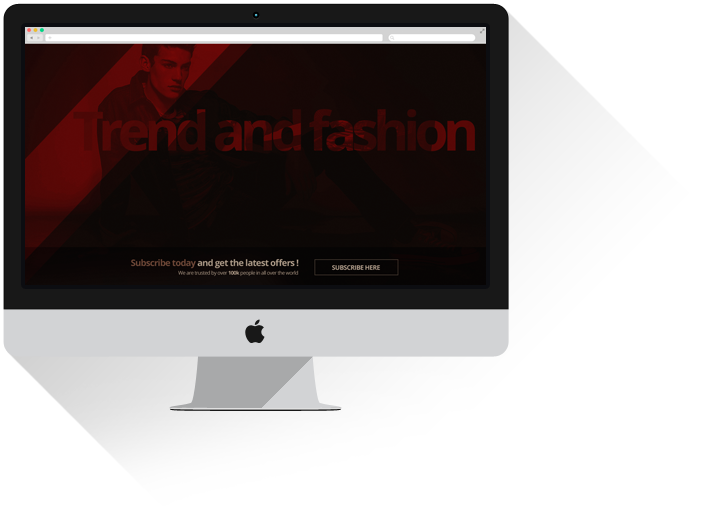 Trend and fashion
Subscribe today and get the latest offers !
We are trusted by over 100k people in all over the world
SUBSCRIBE HERE